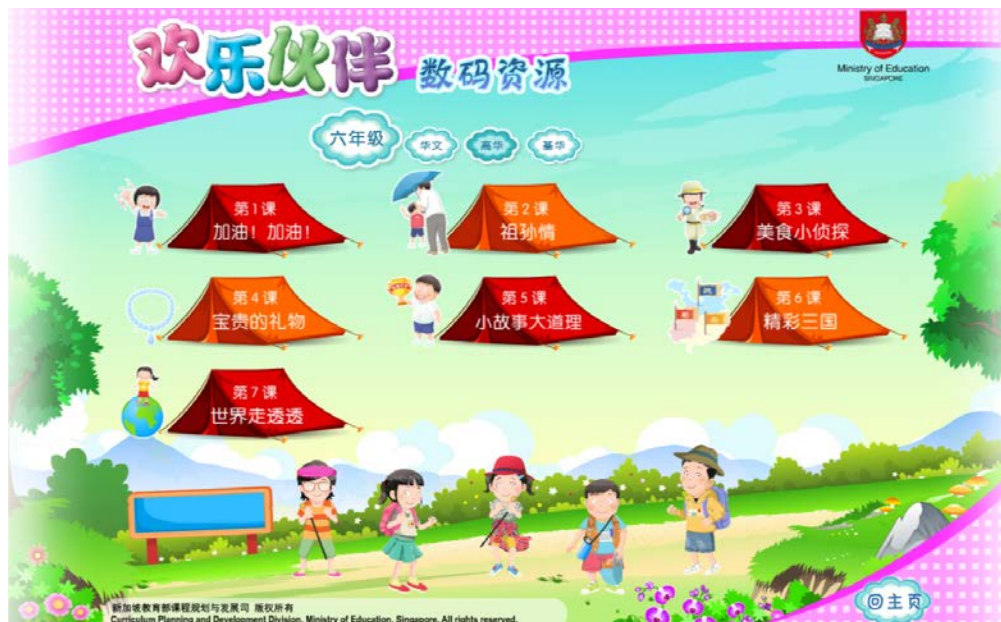 欢乐伙伴 数码资源
Ministry of Education
SINGAPORE
六年级 华文 高华 基华
第1课
加油！加油！
第2课
祖孙情
第3课
美食小侦探
第4课
宝贵的礼物
第5课
小故事大道理
第6课
精彩三国
第7课
世界走透透
新加坡教育部课程规划与发展司 版权所有
Curriculum Planning and Development Division, Ministry of Education, Singapore. All rights reserved.
回主页